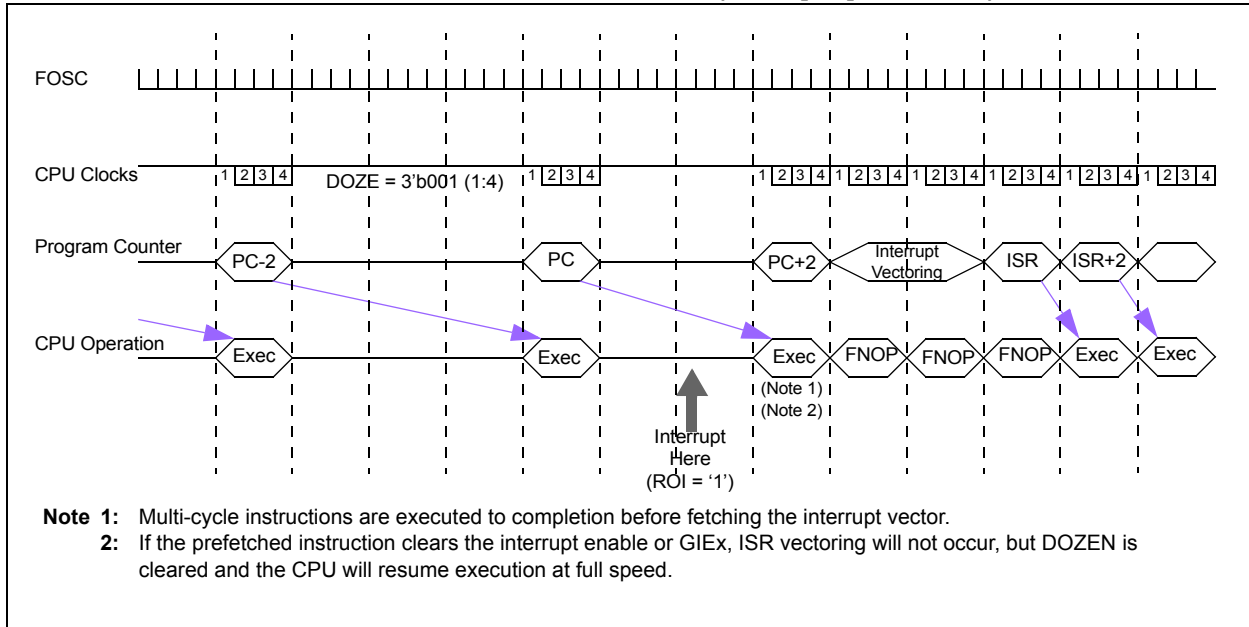 FOSC
CPU Clocks
1 2 3 4 DOZE = 3'b001 (1:4) 1 2 3 4 1 2 3 4 1 2 3 4 1 2 3 4 1 2 3 4 1 2 3 4 1 2 3 4
Program Counter
PC-2 PC PC+2 Interrupt Vectoring ISR ISR+2
CPU Operation
Exec Exec Exec FNOP FNOP FNOP Exec Exec
(Note 1)
(Note 2)
Interrupt
Here
(ROI = ‘1’)
Note 1: Multi-cycle instructions are executed to completion before fetching the interrupt vector.
2: If the prefetched instruction clears the interrupt enable or GIEx, ISR vectoring will not occur, but DOZEN is
cleared and the CPU will resume execution at full speed.